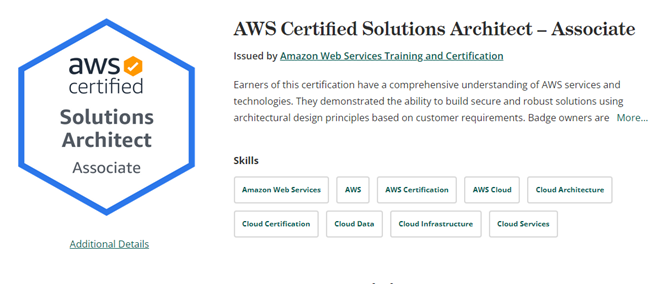 aws
certified
Solutions
Architect
Associate
Additional Details
AWS Certified Solutions Architect – Associate
Issued by Amazon Web Services Training and Certification
Earners of this certification have a comprehensive understanding of AWS services and
technologies. They demonstrated the ability to build secure and robust solutions using
architectural design principles based on customer requirements. Badge owners are More...
Skills
Amazon Web Services AWS AWS Certification AWS Cloud Cloud Architecture
Cloud Certification Cloud Data Cloud Infrastructure Cloud Services